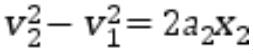 v₂² − v₁² = 2a₂x₂